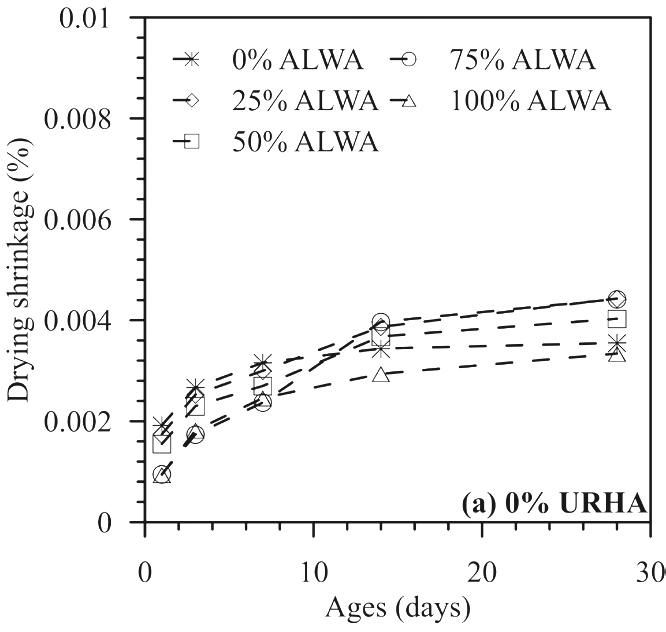 0.01
0% ALWA
75% ALWA
25% ALWA
100% ALWA
50% ALWA
0.008
0.006
0.004
0.002
0
Drying shrinkage (%)
(a) 0% URHA
0
10
20
30
Ages (days)